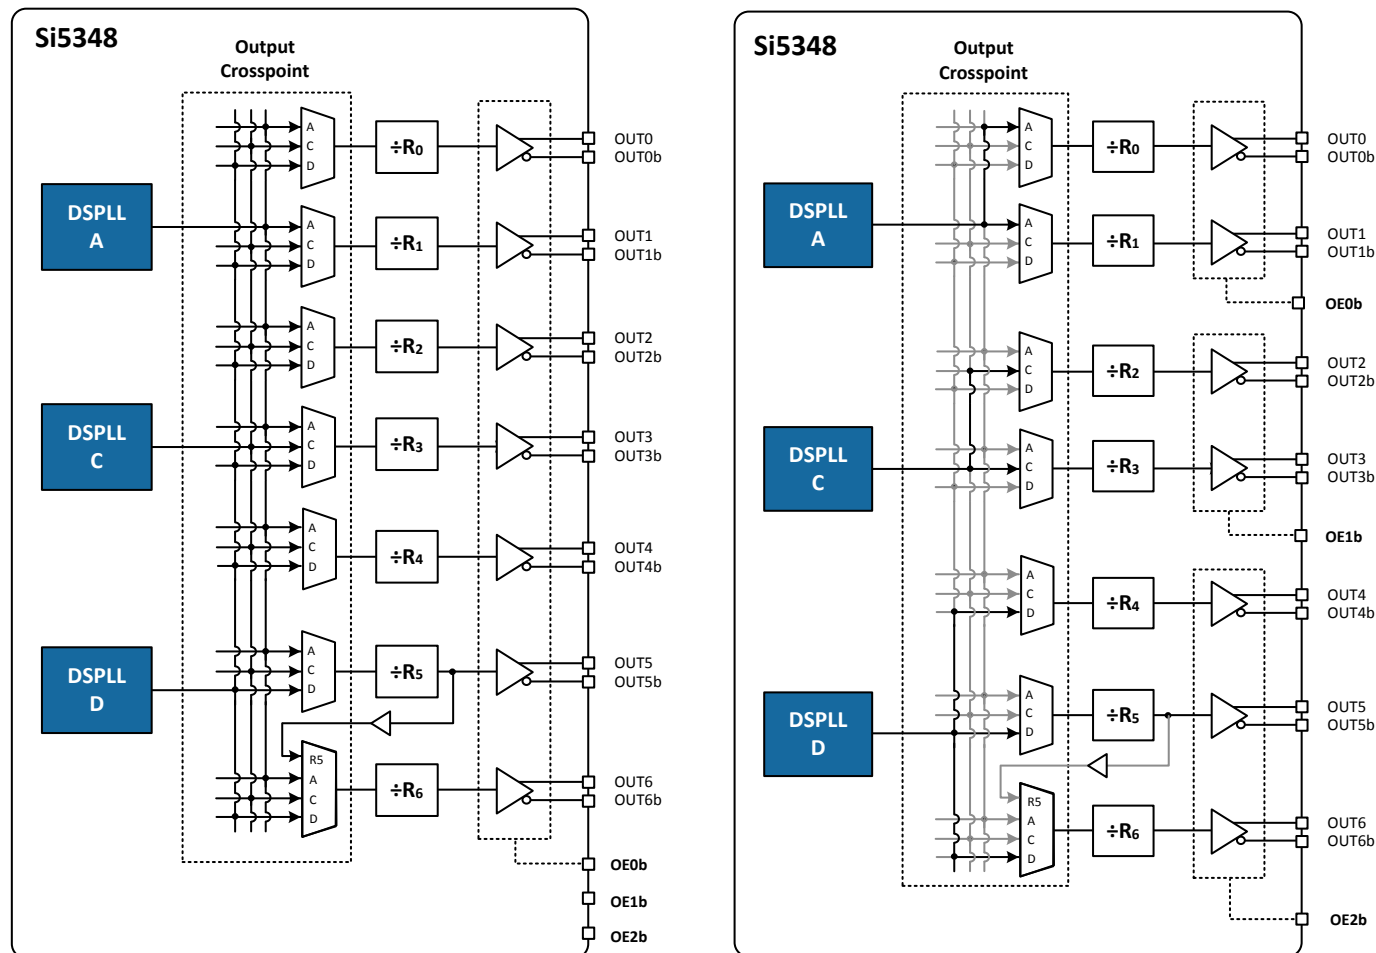 Si5348
Output
Crosspoint
A
C
D
÷R0
OUT0
OUT0b
DSPLL
A
A
C
D
÷R1
OUT1
OUT1b
A
C
D
÷R2
OUT2
OUT2b
DSPLL
C
A
C
D
÷R3
OUT3
OUT3b
A
C
D
÷R4
OUT4
OUT4b
DSPLL
D
A
C
D
÷R5
OUT5
OUT5b
R5
A
C
D
÷R6
OUT6
OUT6b
OE0b
OE1b
OE2b
Si5348
Output
Crosspoint
A
C
D
÷R0
OUT0
OUT0b
DSPLL
A
A
C
D
÷R1
OUT1
OUT1b
OE0b
A
C
D
÷R2
OUT2
OUT2b
DSPLL
C
A
C
D
÷R3
OUT3
OUT3b
OE1b
A
C
D
÷R4
OUT4
OUT4b
DSPLL
D
A
C
D
÷R5
OUT5
OUT5b
R5
A
C
D
÷R6
OUT6
OUT6b
OE2b